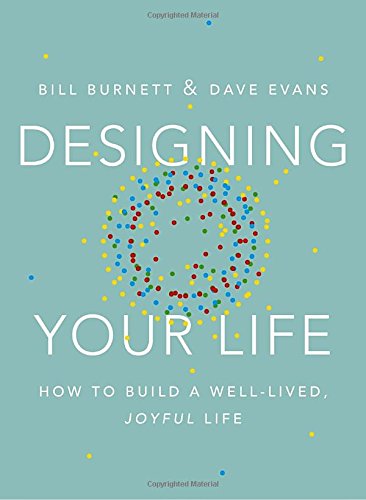 Copyrighted Material
BILL BURNETT & DAVE EVANS
DESIGNING
YOUR LIFE
HOW TO BUILD A WELL-LIVED,
JOYFUL LIFE
Copyrighted Material